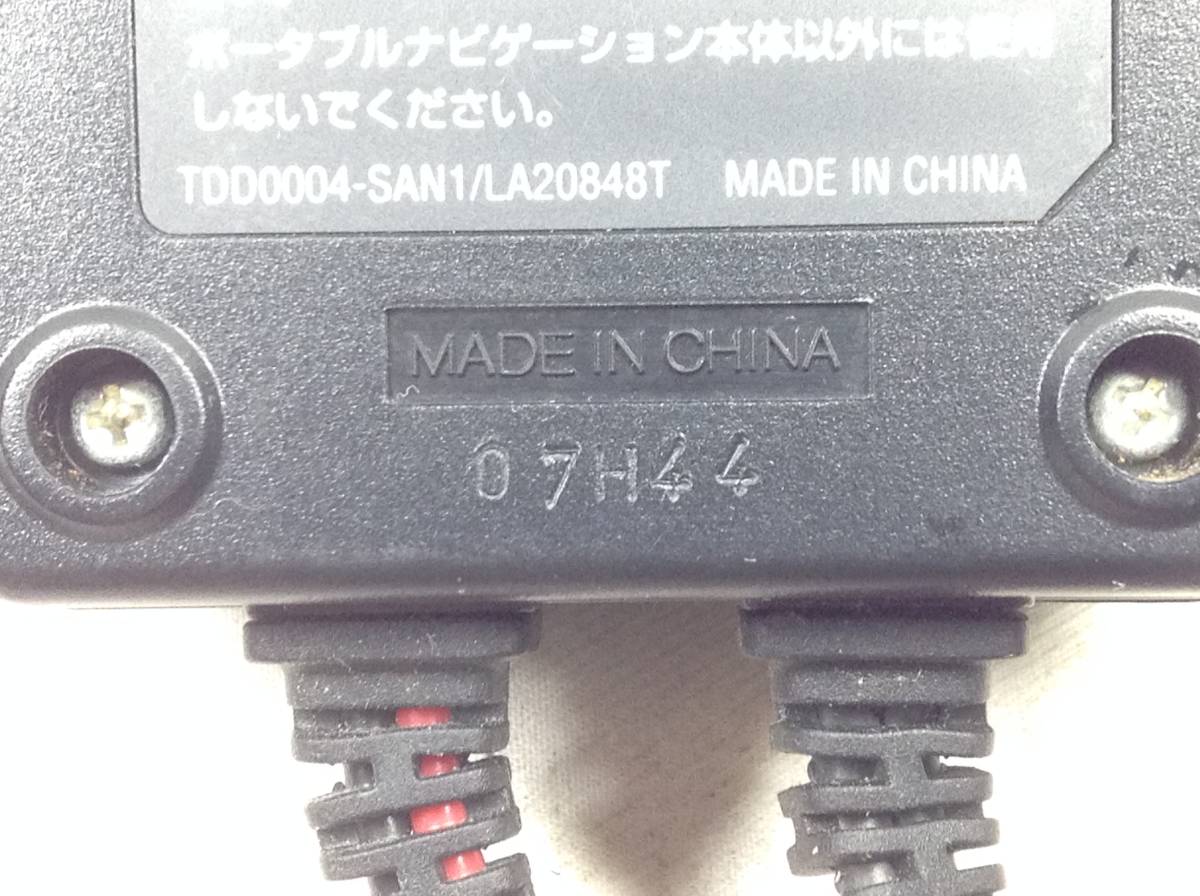 ポータブルナビゲーション本体以外には使用
しないでください。
TDD0004-SAN1/LA20848T MADE IN CHINA
MADE IN CHINA
07H44